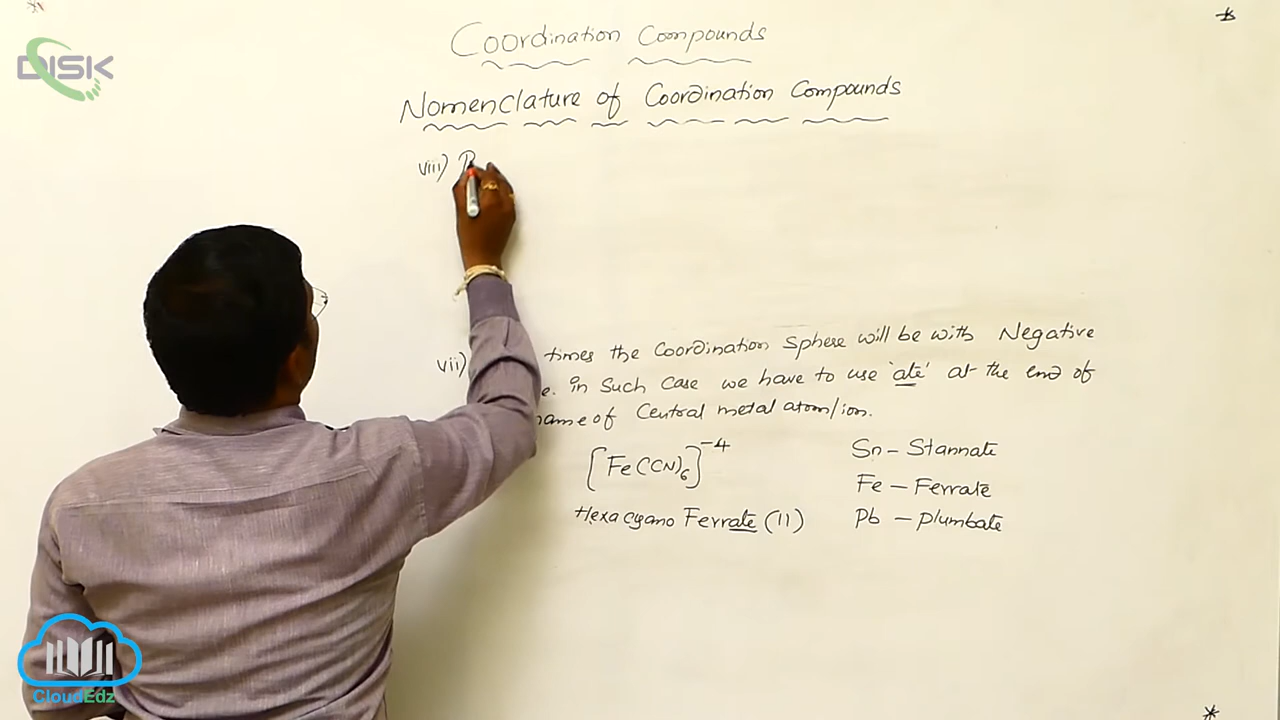 DISK
Coordination Compounds
Nomenclature of Coordination Compounds
viii)
vii) times the Coordination Sphere will be with Negative
e. in Such Case we have to use 'ate' at the end of
name of Central metal atom/ion.
[Fe(CN)6]-4
Hexa cyano Ferrate (II)
Sn - Stannate
Fe - Ferrate
Pb - Plumbate
CloudEdz